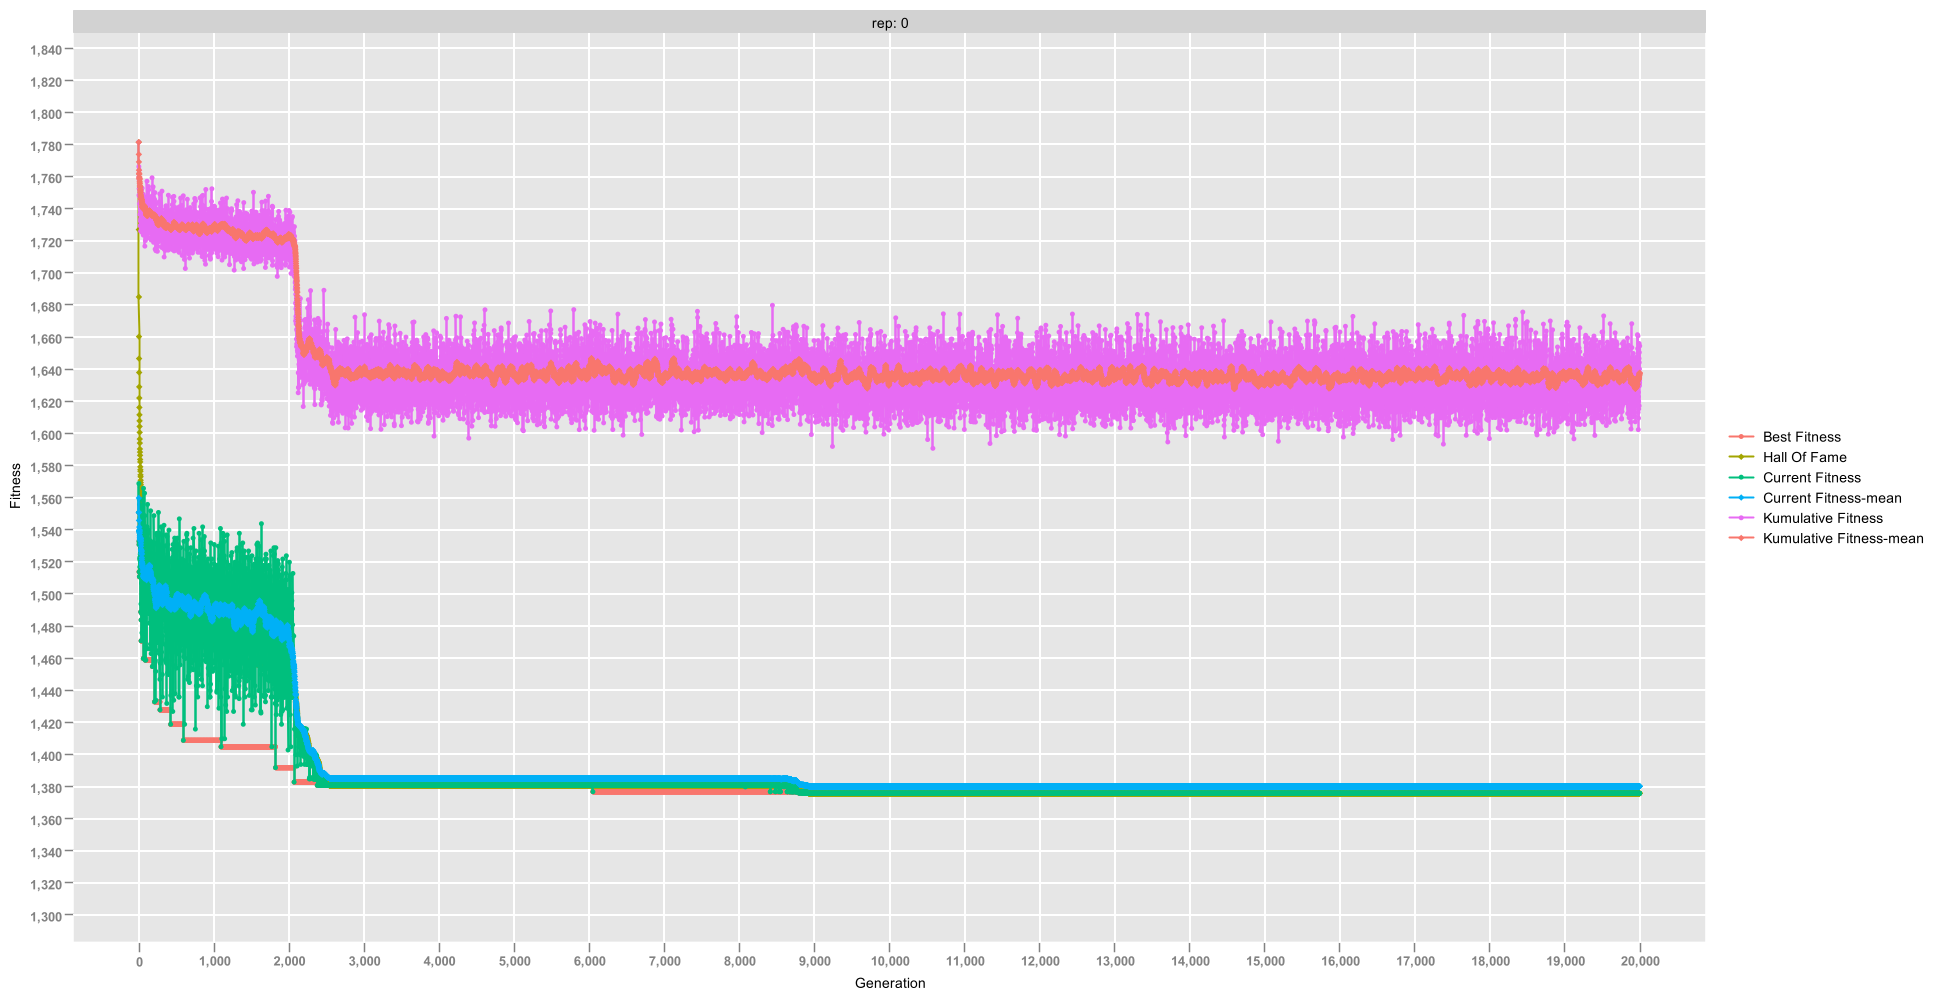 rep: 0
1,840
1,820
1,800
1,780
1,760
1,740
1,720
1,700
1,680
1,660
1,640
1,620
1,600
1,580
1,560
1,540
1,520
1,500
1,480
1,460
1,440
1,420
1,400
1,380
1,360
1,340
1,320
1,300
Fitness
0 1,000 2,000 3,000 4,000 5,000 6,000 7,000 8,000 9,000 10,000 11,000 12,000 13,000 14,000 15,000 16,000 17,000 18,000 19,000 20,000
Generation
Best Fitness
Hall Of Fame
Current Fitness
Current Fitness-mean
Kumulative Fitness
Kumulative Fitness-mean